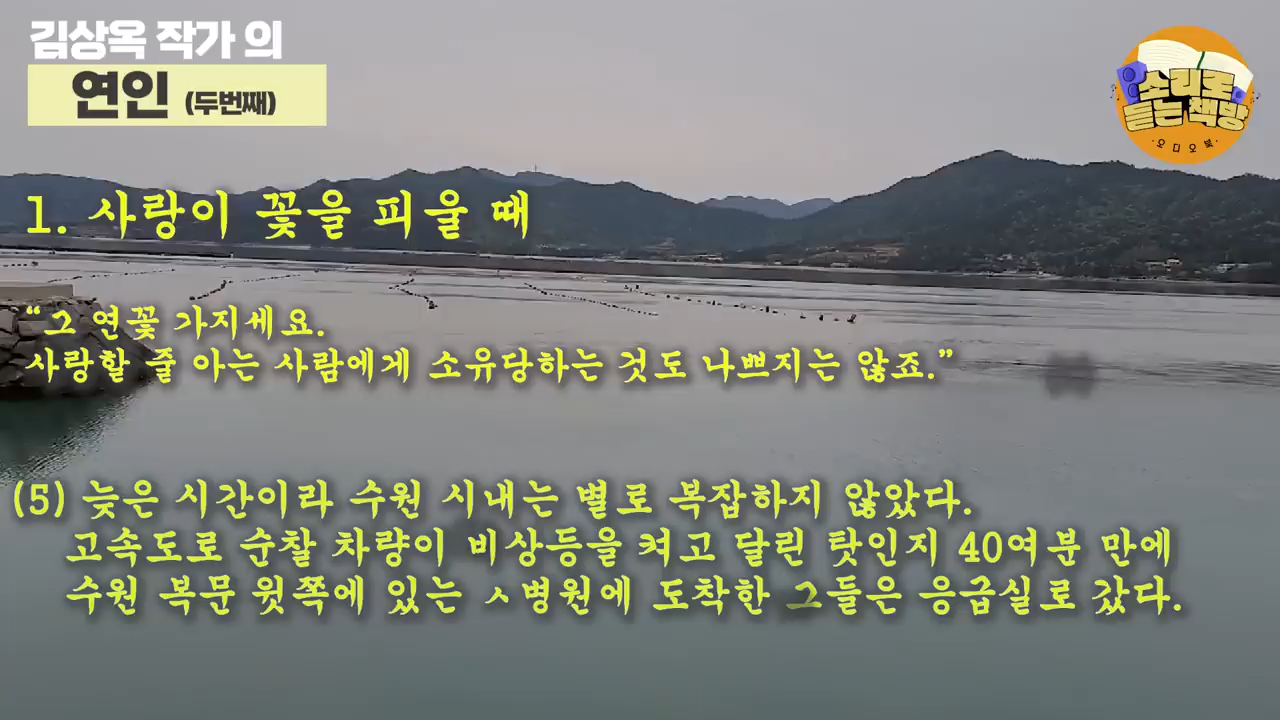 김상옥 작가 의
연인 (두번째)
소리로
듣는 책방
·오디오북·
1. 사랑이 꽃을 피울 때
“그 연꽃 가지세요.
사랑할 줄 아는 사람에게 소유당하는 것도 나쁘지는 않죠.”
(5) 늦은 시간이라 수원 시내는 별로 복잡하지 않았다.
고속도로 순찰 차량이 비상등을 켜고 달린 탓인지 40여분 만에
수원 북문 윗쪽에 있는 ㅅ병원에 도착한 그들은 응급실로 갔다.